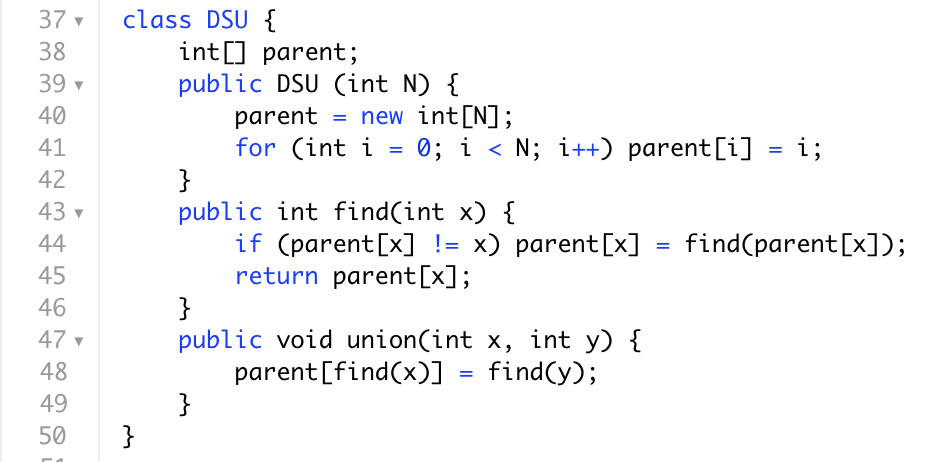 37 class DSU {
38     int[] parent;
39     public DSU (int N) {
40         parent = new int[N];
41         for (int i = 0; i < N; i++) parent[i] = i;
42     }
43     public int find(int x) {
44         if (parent[x] != x) parent[x] = find(parent[x]);
45         return parent[x];
46     }
47     public void union(int x, int y) {
48         parent[find(x)] = find(y);
49     }
50 }